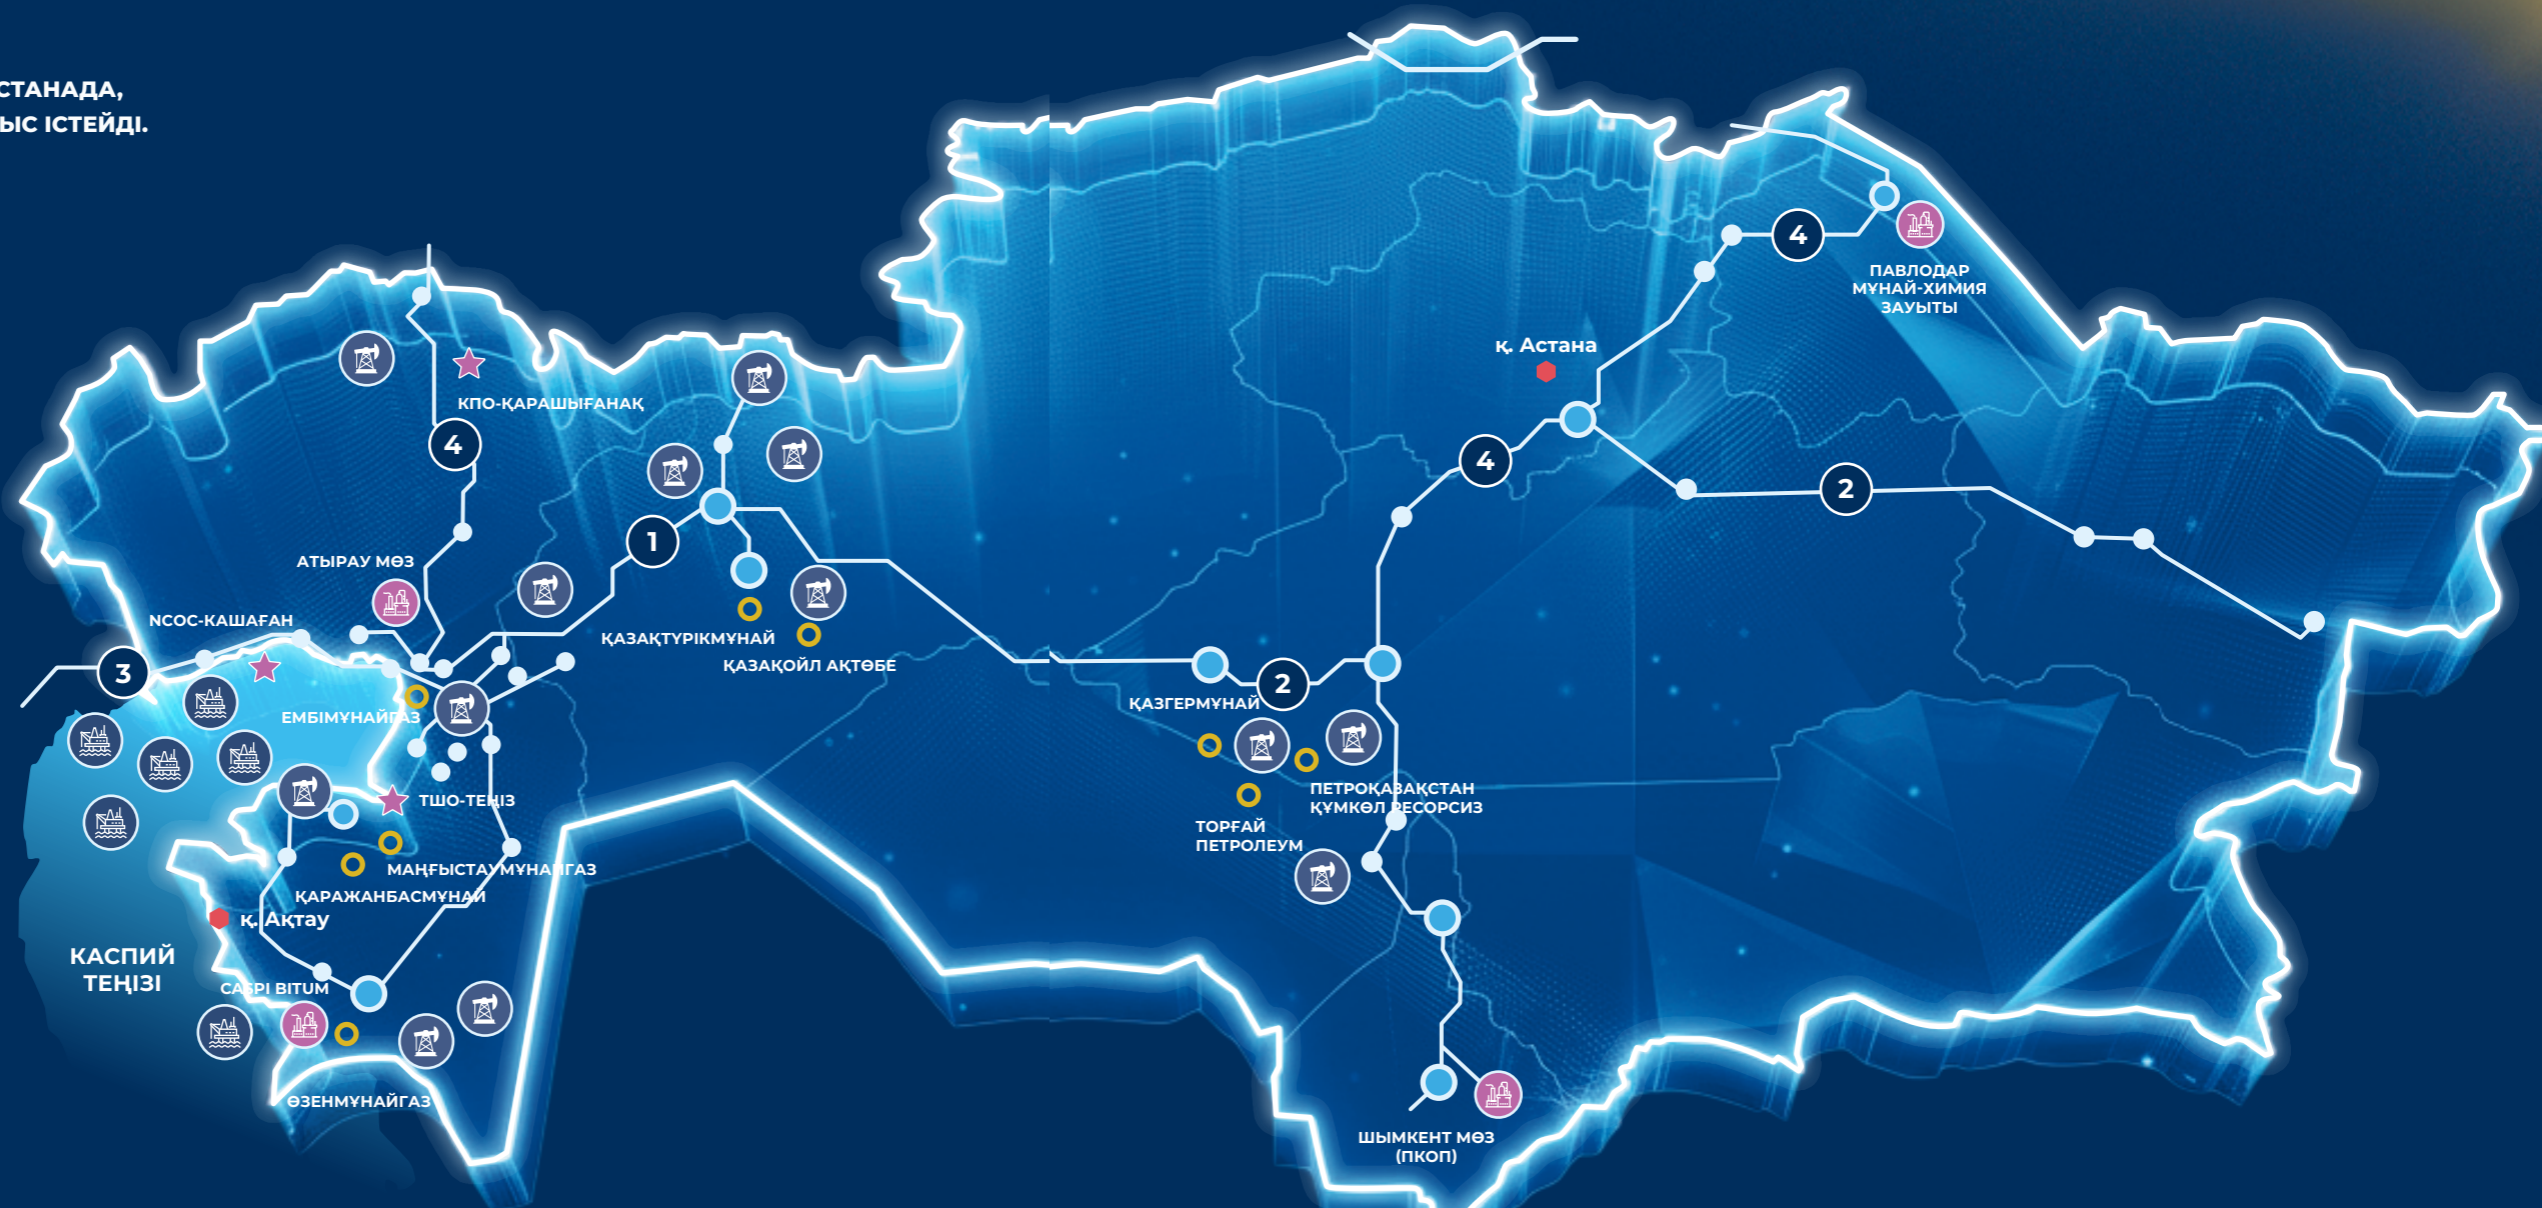 СТАНАДА,
ЫС ІСТЕЙДІ.
4
ПАВЛОДАР
МҰНАЙ-ХИМИЯ
ЗАУЫТЫ
қ. Астана
КПО-ҚАРАШЫҒАНАҚ
4
4
2
1
АТЫРАУ МӨЗ
NCOC-КАШАҒАН
ҚАЗАҚТҮРІКМҰНАЙ
ҚАЗАҚОЙЛ АҚТӨБЕ
3
2
ЕМБІМҰНАЙГАЗ
ҚАЗГЕРМҰНАЙ
ПЕТРОҚАЗАҚСТАН
ҚҰМКӨЛ РЕСОРСИЗ
ТШО-ТЕҢІЗ
ТОРҒАЙ
ПЕТРОЛЕУМ
МАҢҒЫСТАУМҰНАЙГАЗ
ҚАРАЖАНБАСМҰНАЙ
қ. Ақтау
КАСПИЙ
ТЕҢІЗІ
CASPI BITUM
ӨЗЕНМҰНАЙГАЗ
ШЫМКЕНТ МӨЗ
(ПКОП)